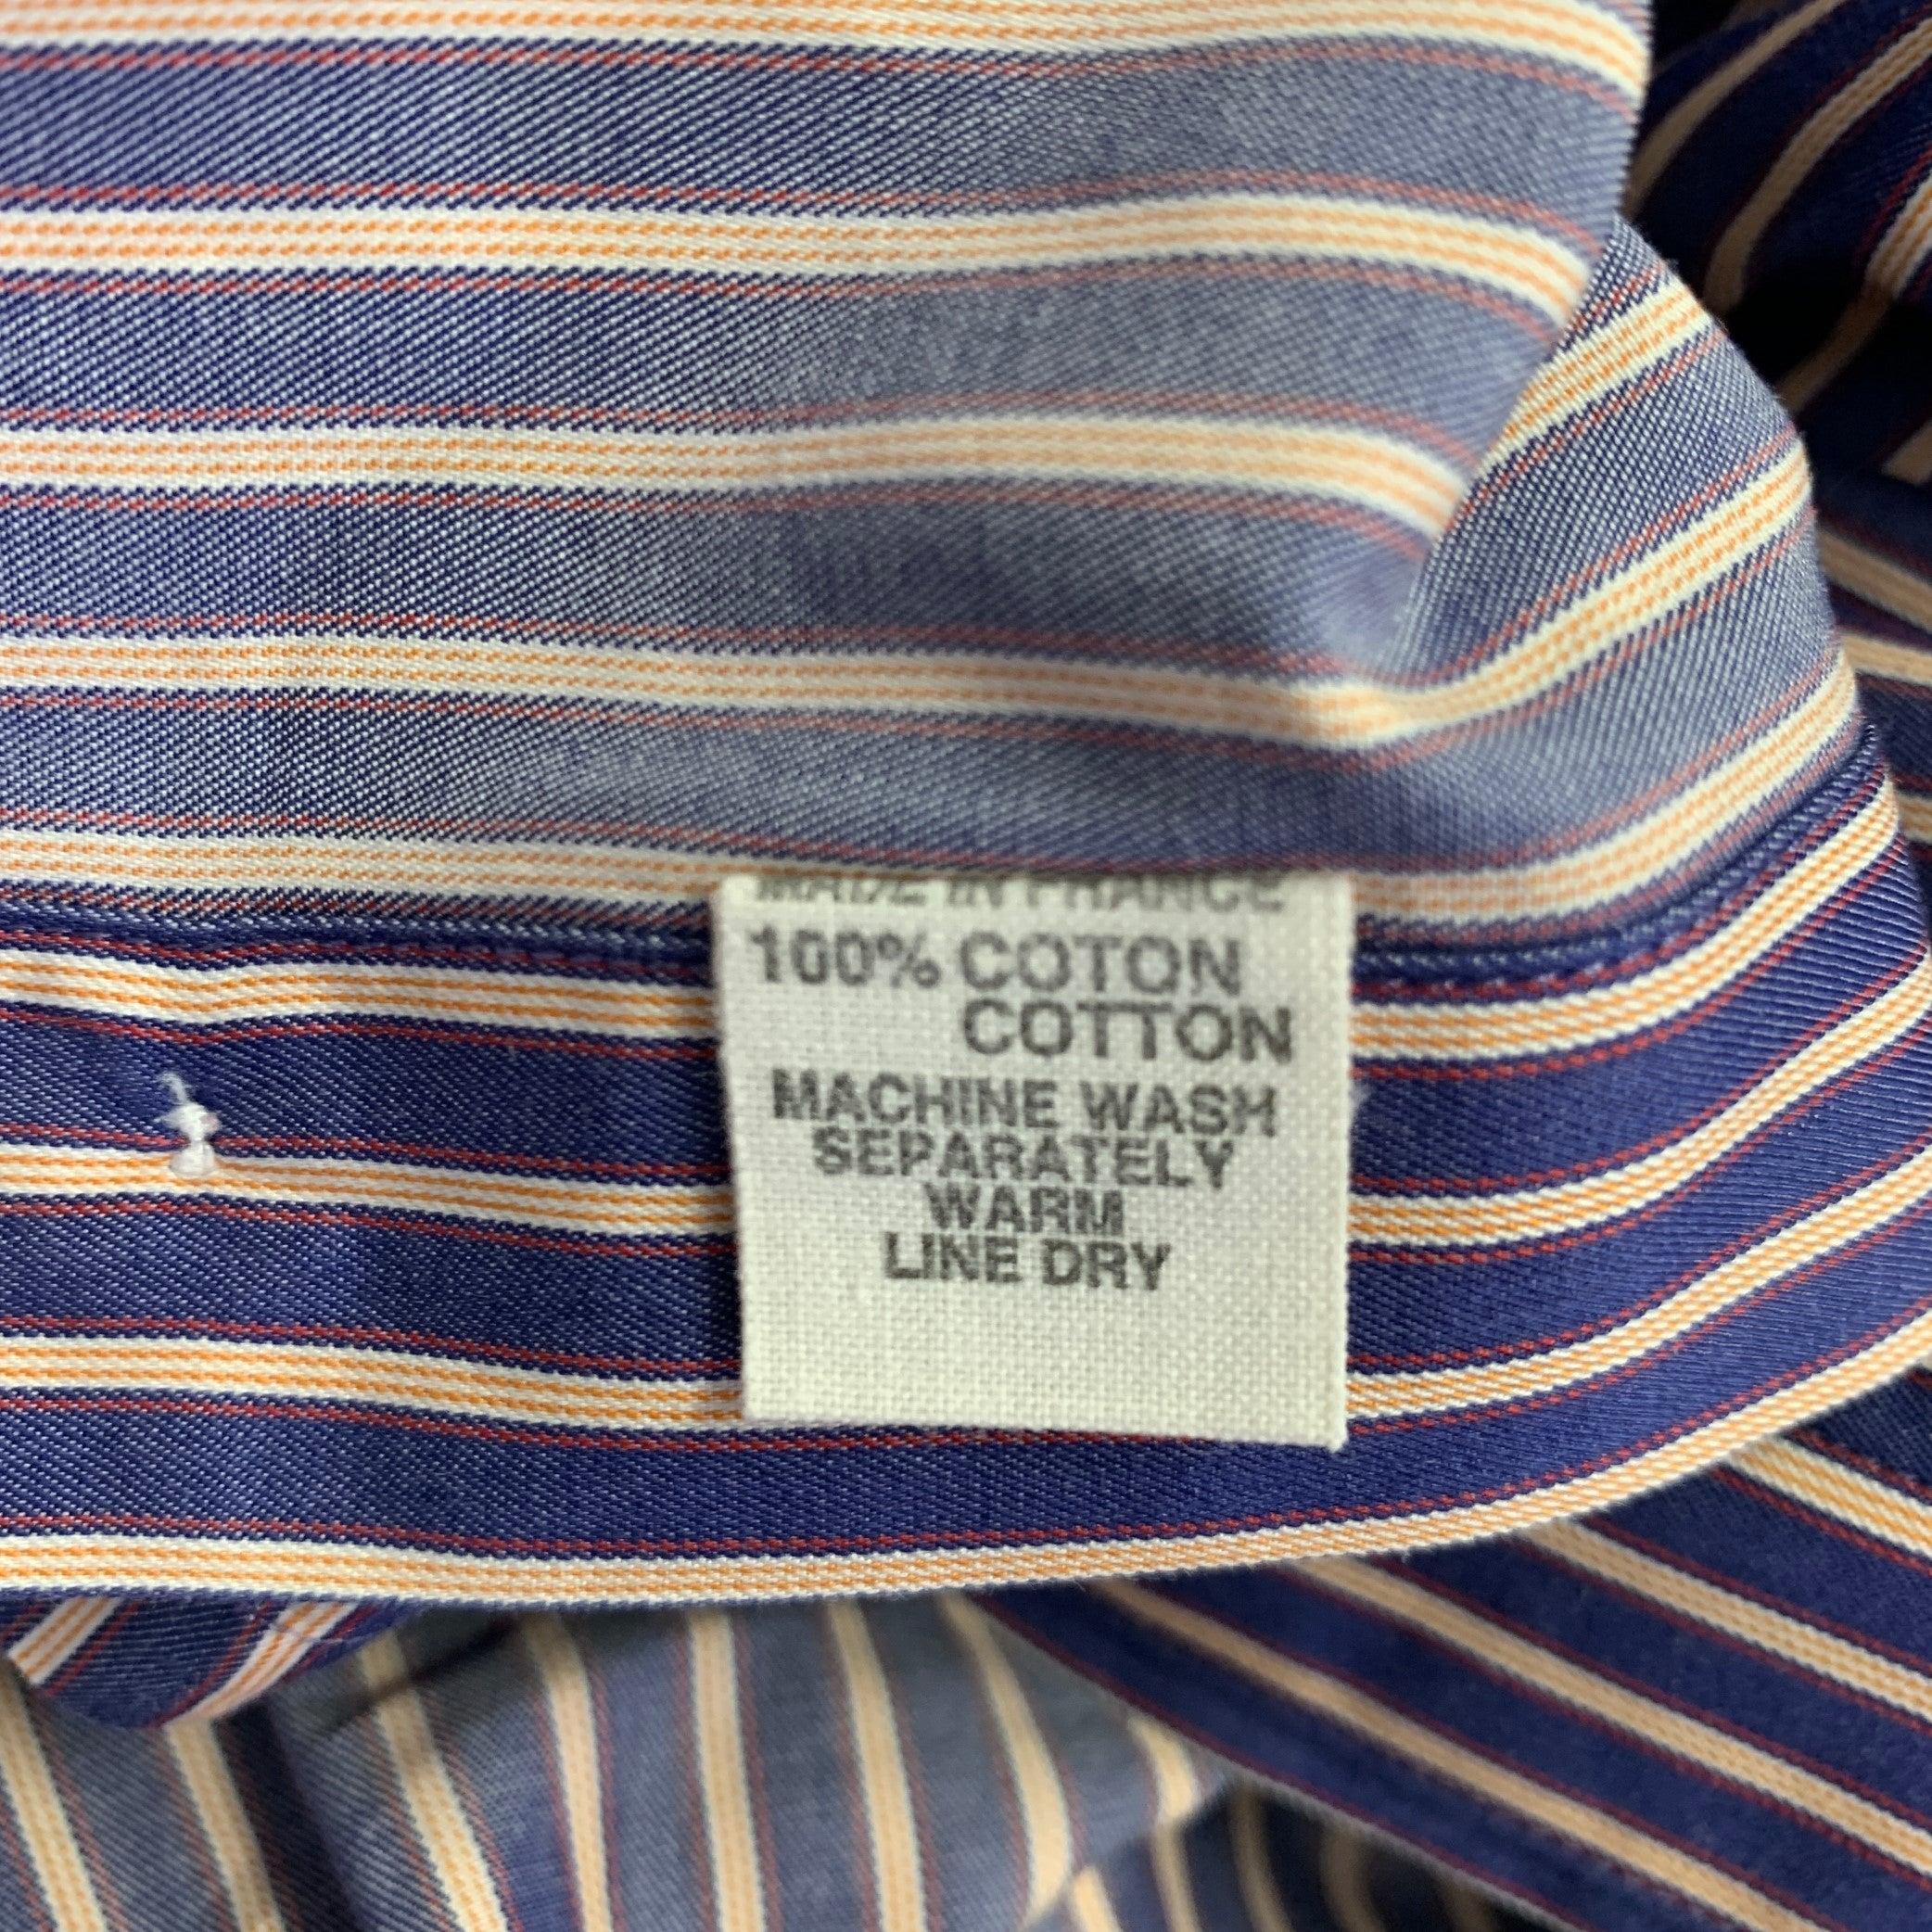 MADE IN FRANCE
100% COTON
COTTON
MACHINE WASH
SEPARATELY
WARM
LINE DRY